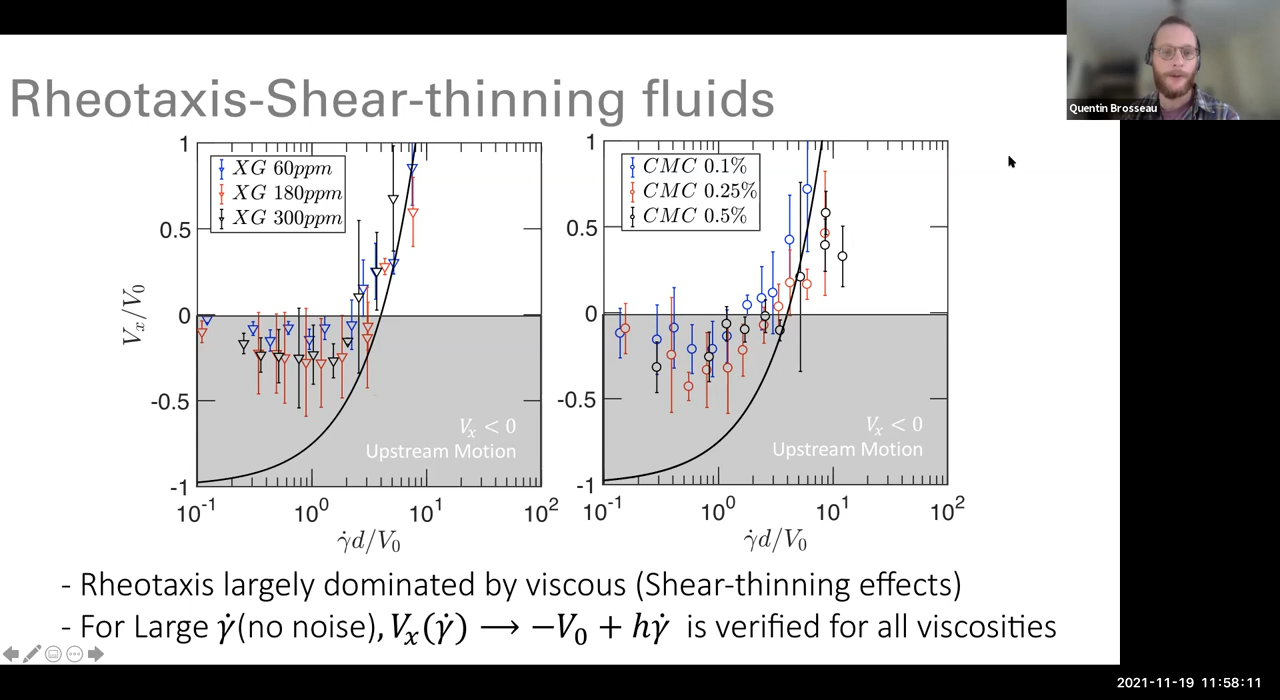 Quentin Brosseau
Rheotaxis-Shear-thinning fluids
XG 60ppm
XG 180ppm
XG 300ppm
1
0.5
0
-0.5
-1
V_x/V_0
V_x < 0
Upstream Motion
10^-1
10^0
10^1
10^2
γ̇d/V_0
CMC 0.1%
CMC 0.25%
CMC 0.5%
1
0.5
0
-0.5
-1
V_x < 0
Upstream Motion
10^-1
10^0
10^1
10^2
γ̇d/V_0
- Rheotaxis largely dominated by viscous (Shear-thinning effects)
- For Large γ̇(no noise), V_x(γ̇) ⟶ −V_0 + hγ̇ is verified for all viscosities
2021-11-19 11:58:11